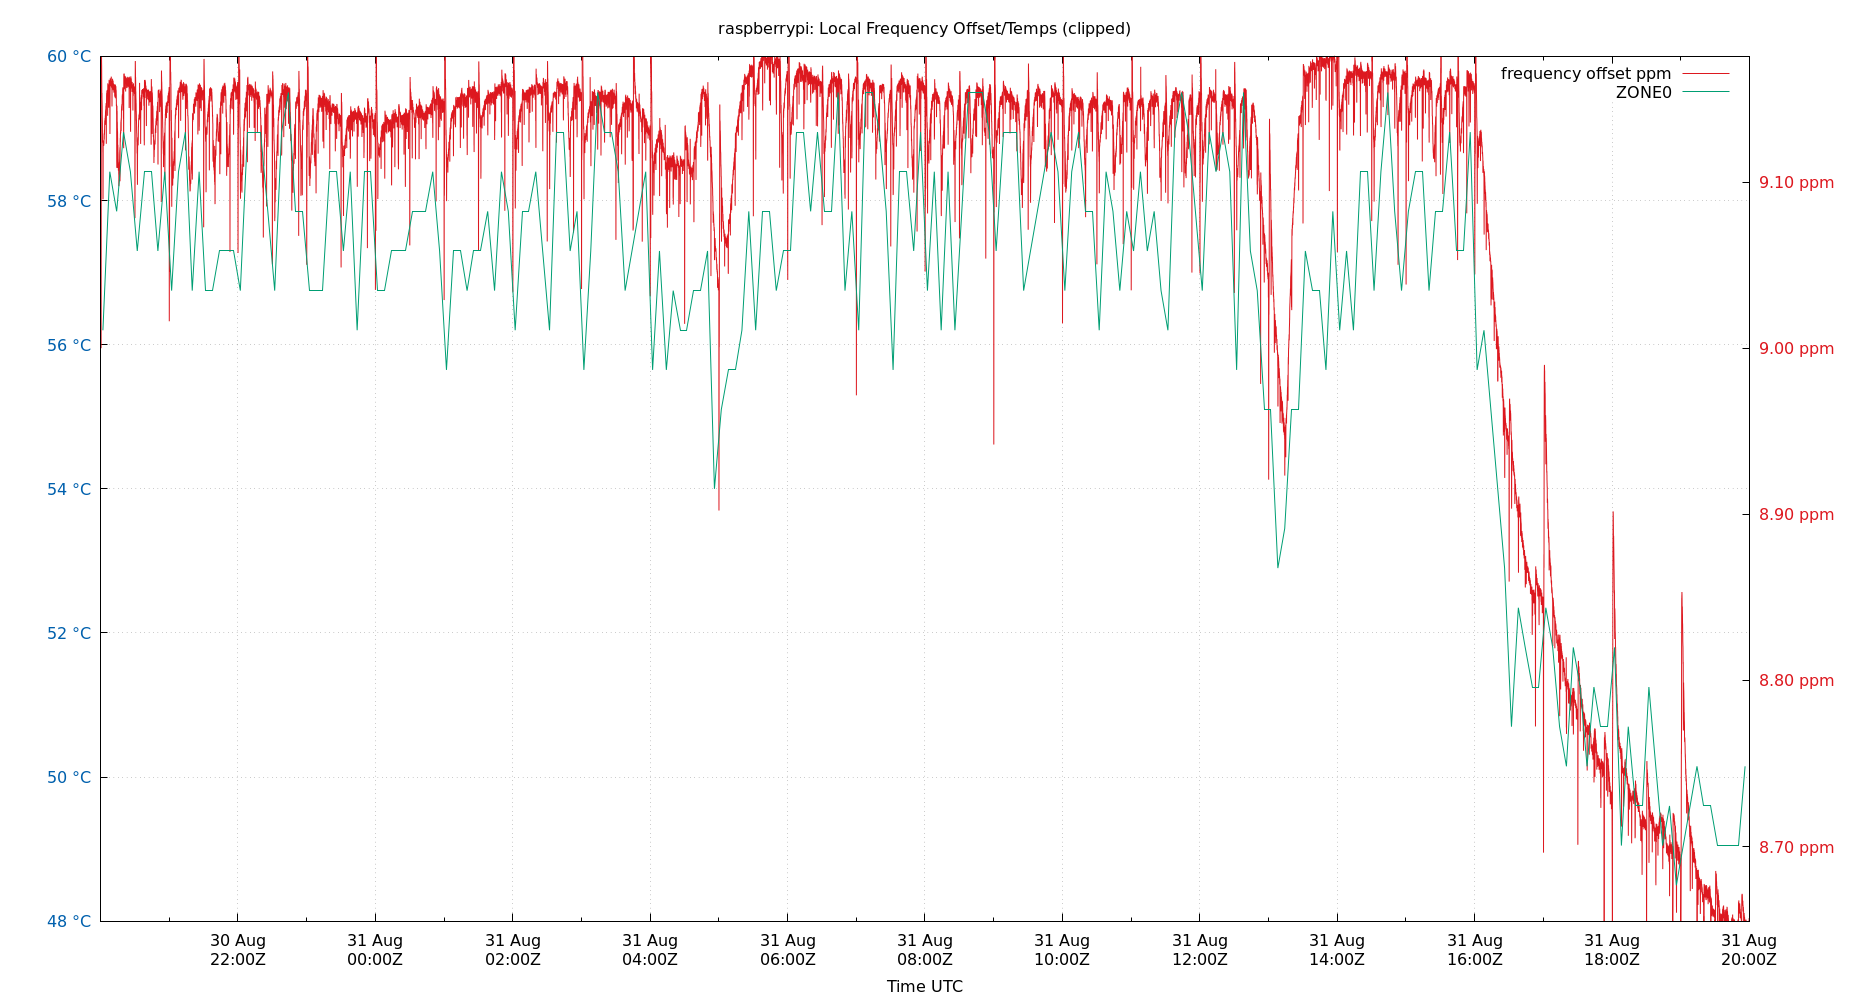 raspberrypi: Local Frequency Offset/Temps (clipped)
frequency offset ppm
ZONE0
60 °C
58 °C
56 °C
54 °C
52 °C
50 °C
48 °C
9.10 ppm
9.00 ppm
8.90 ppm
8.80 ppm
8.70 ppm
30 Aug 31 Aug 31 Aug 31 Aug 31 Aug 31 Aug 31 Aug 31 Aug 31 Aug 31 Aug 31 Aug 31 Aug
22:00Z 00:00Z 02:00Z 04:00Z 06:00Z 08:00Z 10:00Z 12:00Z 14:00Z 16:00Z 18:00Z 20:00Z
Time UTC